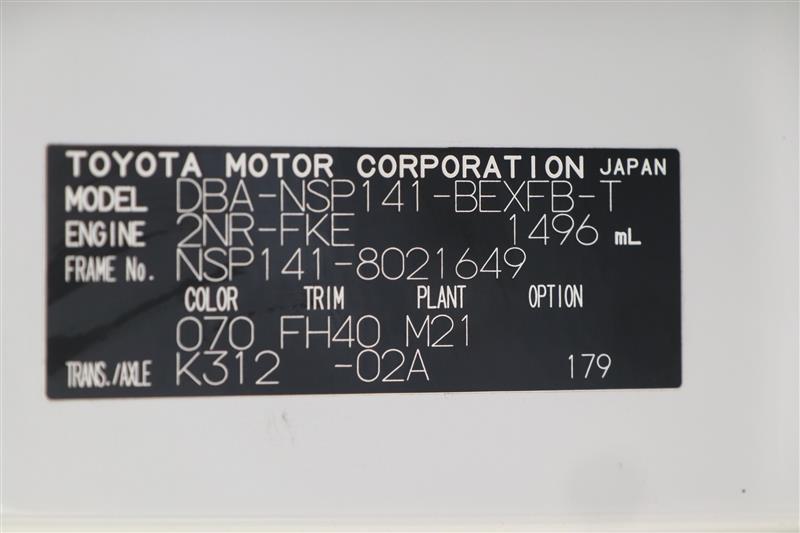 TOYOTA MOTOR CORPORATION JAPAN
MODEL DBA-NSP141-BEXFB-T
ENGINE 2NR-FKE 1496 mL
FRAME No. NSP141-8021649
COLOR TRIM PLANT OPTION
070 FH40 M21
TRANS./AXLE K312 -02A 179